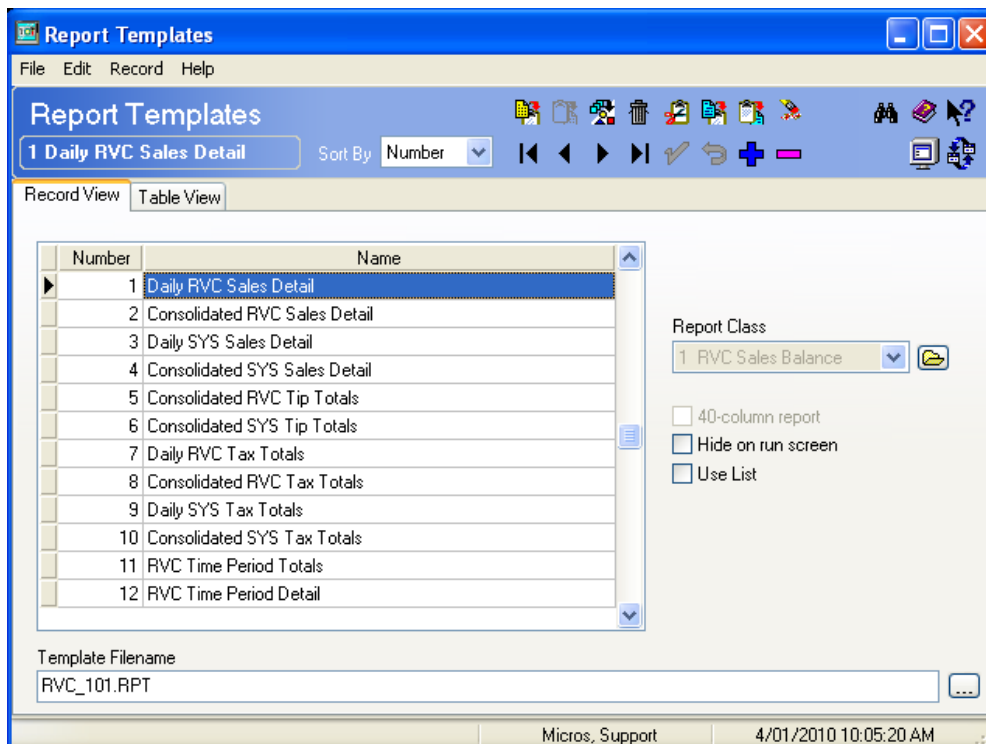 Report Templates
File Edit Record Help
Report Templates
1 Daily RVC Sales Detail Sort By Number
Record View Table View
Number Name
1 Daily RVC Sales Detail
2 Consolidated RVC Sales Detail
3 Daily SYS Sales Detail
4 Consolidated SYS Sales Detail
5 Consolidated RVC Tip Totals
6 Consolidated SYS Tip Totals
7 Daily RVC Tax Totals
8 Consolidated RVC Tax Totals
9 Daily SYS Tax Totals
10 Consolidated SYS Tax Totals
11 RVC Time Period Totals
12 RVC Time Period Detail
Report Class
1 RVC Sales Balance
40-column report
Hide on run screen
Use List
Template Filename
RVC_101.RPT
...
Micros, Support 4/01/2010 10:05:20 AM